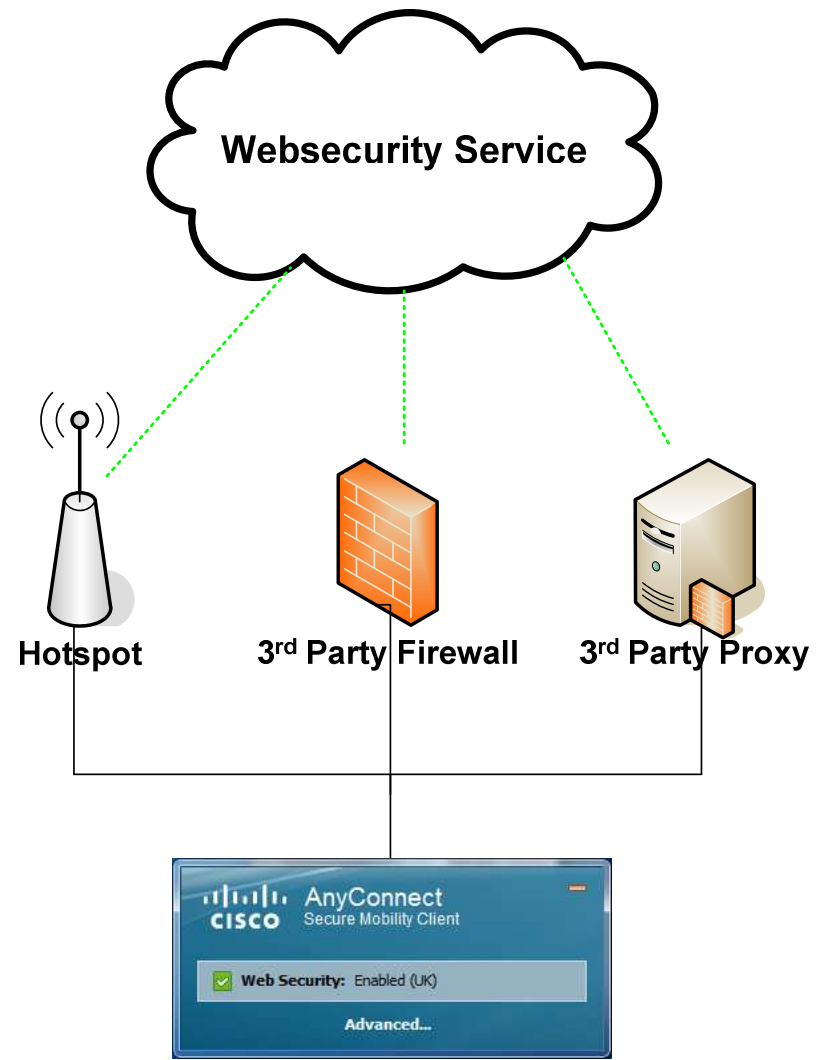 Websecurity Service
Hotspot
3rd Party Firewall
3rd Party Proxy
CISCO
AnyConnect
Secure Mobility Client
Web Security: Enabled (UK)
Advanced...